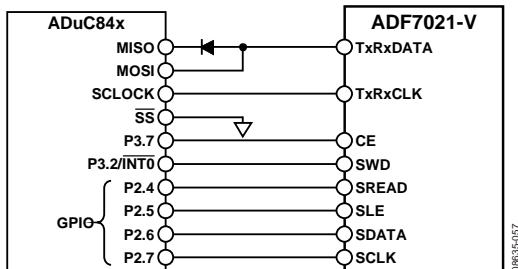 ADuC84x
ADF7021-V
MISO
TxRxDATA
MOSI
SCLOCK
TxRxCLK
SS
P3.7
CE
P3.2/INT0
SWD
P2.4
SREAD
P2.5
SLE
GPIO
P2.6
SDATA
P2.7
SCLK
08635-057